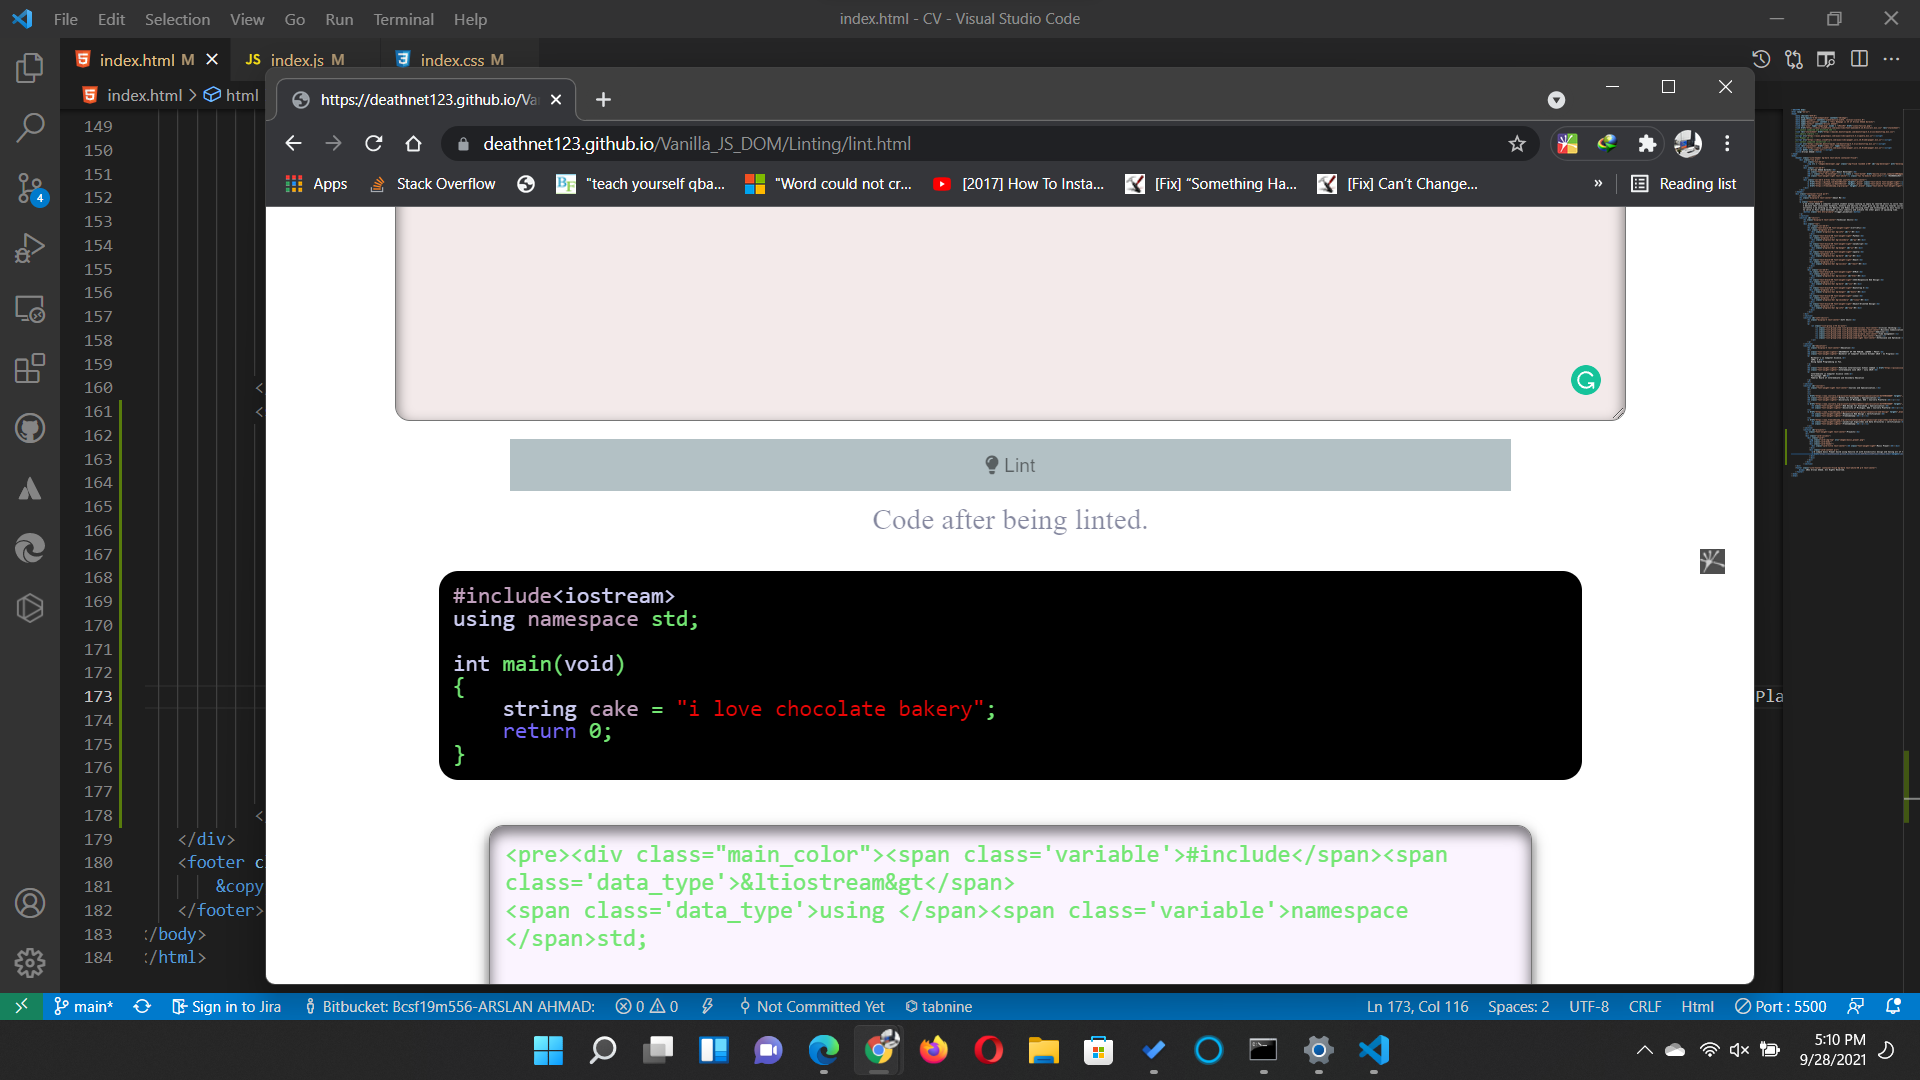 File Edit Selection View Go Run Terminal Help
index.html - CV - Visual Studio Code
index.html M
JS index.js M
index.css M
index.html > html
https://deathnet123.github.io/Va
deathnet123.github.io/Vanilla_JS_DOM/Linting/lint.html
Apps
Stack Overflow
BF "teach yourself qba...
"Word could not cr...
[2017] How To Insta...
[Fix] "Something Ha...
[Fix] Can't Change...
»
Reading list
149
150
151
152
153
154
155
156
157
158
159
160 <
161 <
162
163
164
165
166
167
168
169
170
171
172
173
174
175
176
177
178 <
179 </div>
180 <footer c
181 &copy
182 </footer>
183 </body>
184 </html>
4
Lint
Code after being linted.
#include<iostream>
using namespace std;
int main(void)
{
string cake = "i love chocolate bakery";
return 0;
}
<pre><div class="main_color"><span class='variable'>#include</span><span
class='data_type'>&ltiostream&gt</span>
<span class='data_type'>using </span><span class='variable'>namespace
</span>std;
Pla
main*
Sign in to Jira
Bitbucket: Bcsf19m556-ARSLAN AHMAD:
0 0
Not Committed Yet
tabnine
Ln 173, Col 116
Spaces: 2
UTF-8
CRLF
Html
Port : 5500
5:10 PM
9/28/2021